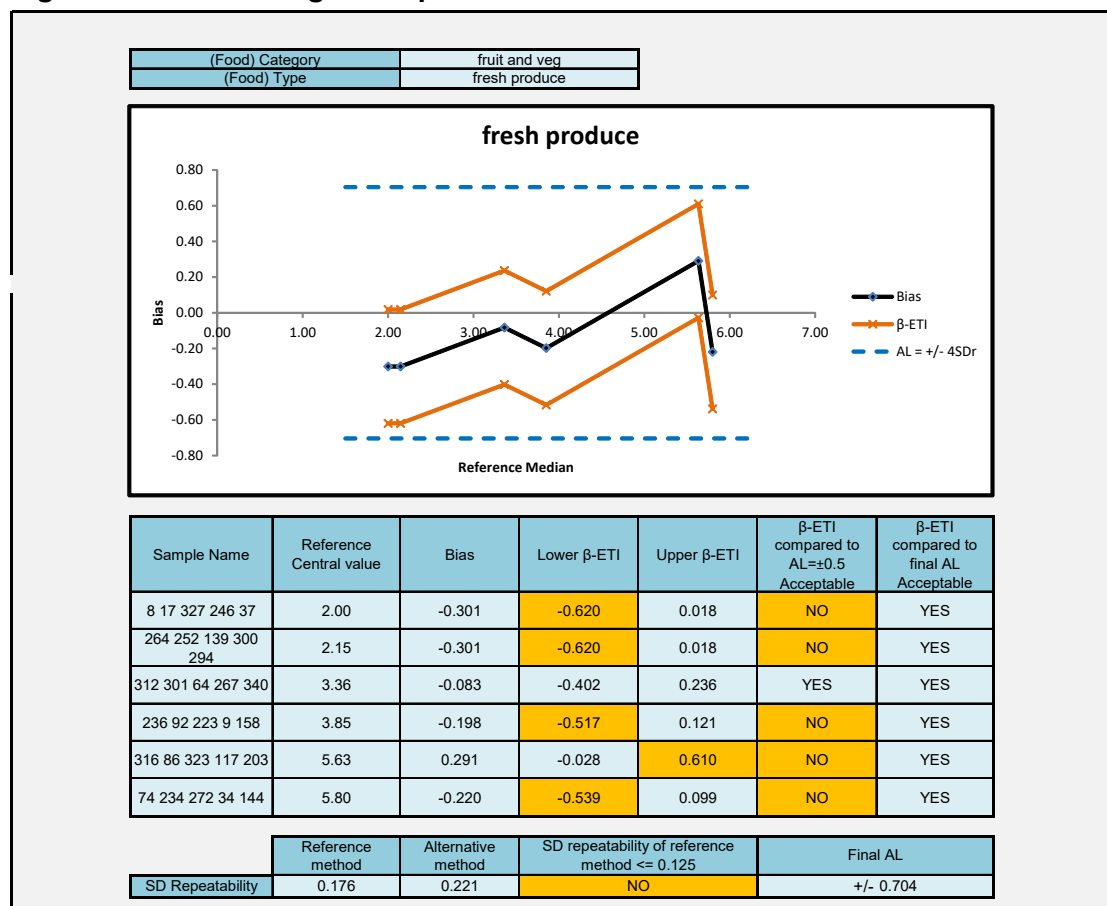 (Food) Category fruit and veg
(Food) Type fresh produce
fresh produce
0.80
0.60
0.40
0.20
0.00
-0.20
-0.40
-0.60
-0.80
0.00 1.00 2.00 3.00 4.00 5.00 6.00 7.00
Bias
Reference Median
Bias
β-ETI
AL = +/- 4SDr
Sample Name Reference Central value Bias Lower β-ETI Upper β-ETI β-ETI compared to AL=±0.5 Acceptable β-ETI compared to final AL Acceptable
8 17 327 246 37 2.00 -0.301 -0.620 0.018 NO YES
264 252 139 300 294 2.15 -0.301 -0.620 0.018 NO YES
312 301 64 267 340 3.36 -0.083 -0.402 0.236 YES YES
236 92 223 9 158 3.85 -0.198 -0.517 0.121 NO YES
316 86 323 117 203 5.63 0.291 -0.028 0.610 NO YES
74 234 272 34 144 5.80 -0.220 -0.539 0.099 NO YES
Reference method Alternative method SD repeatability of reference method <= 0.125 Final AL
SD Repeatability 0.176 0.221 NO +/- 0.704